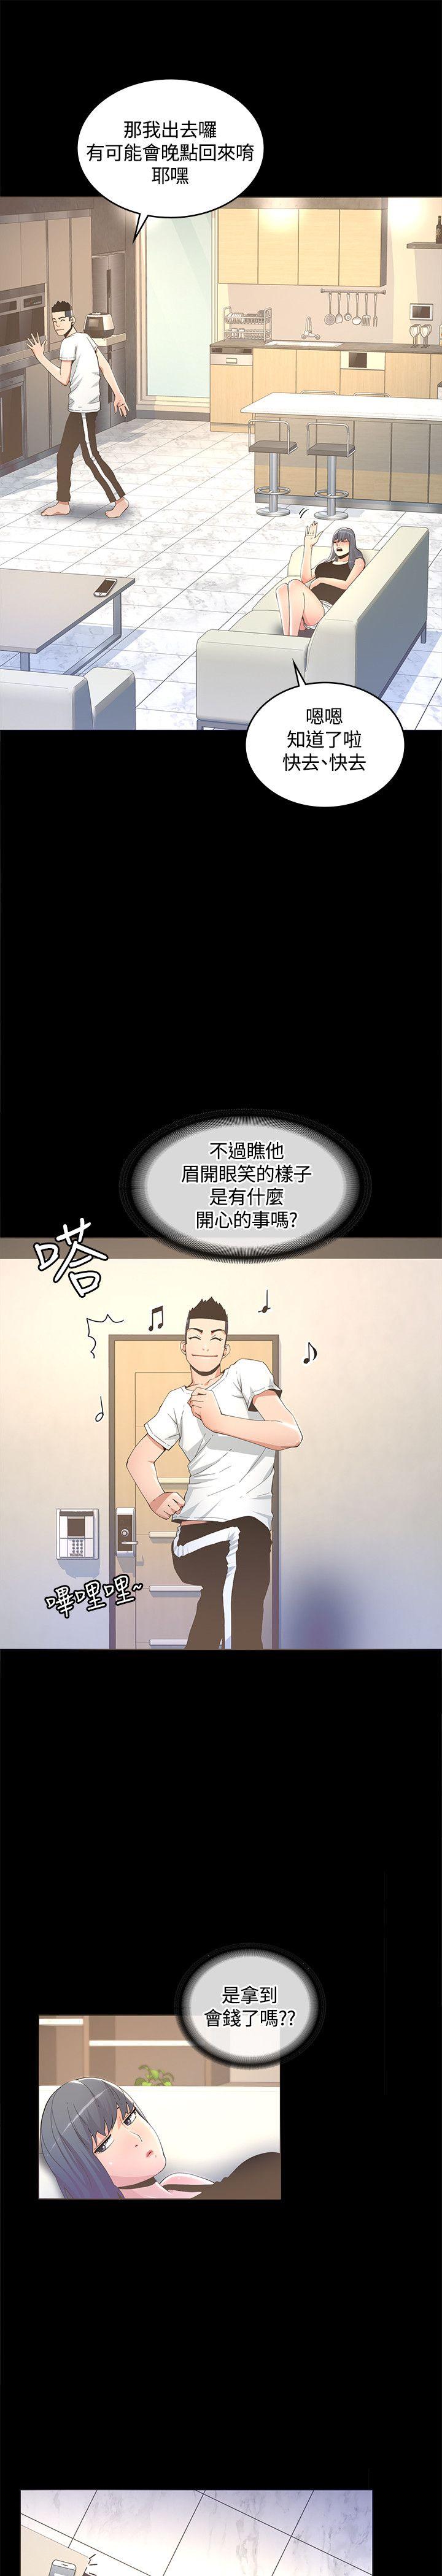 那我出去囉
有可能會晚點回來唷
耶嘿
嗯嗯
知道了啦
快去、快去
不過瞧他
眉開眼笑的樣子
是有什麼
開心的事嗎?
嗒
嗶哩哩~
是拿到
會錢了嗎??